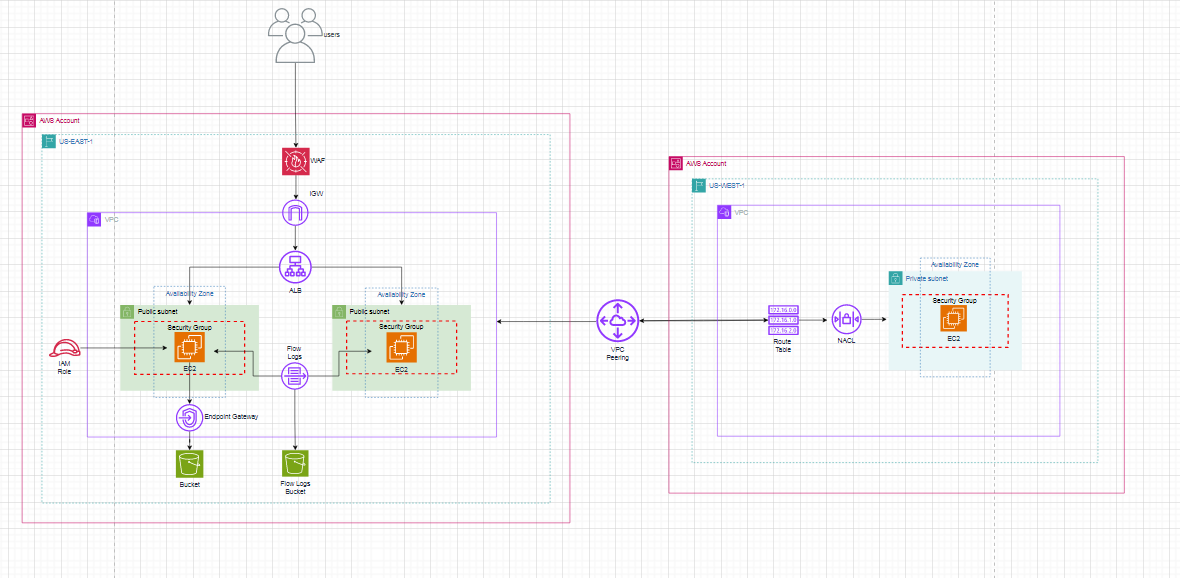 users
AWS Account
US-EAST-1
WAF
IGW
VPC
ALB
Availability Zone
Public subnet
Security Group
EC2
Availability Zone
Public subnet
Security Group
EC2
Flow
Logs
IAM
Role
Endpoint Gateway
Bucket
Flow Logs
Bucket
VPC
Peering
AWS Account
US-WEST-1
VPC
172.16.0.0
172.16.1.0
172.16.2.0
Route
Table
NACL
Availability Zone
Private subnet
Security Group
EC2